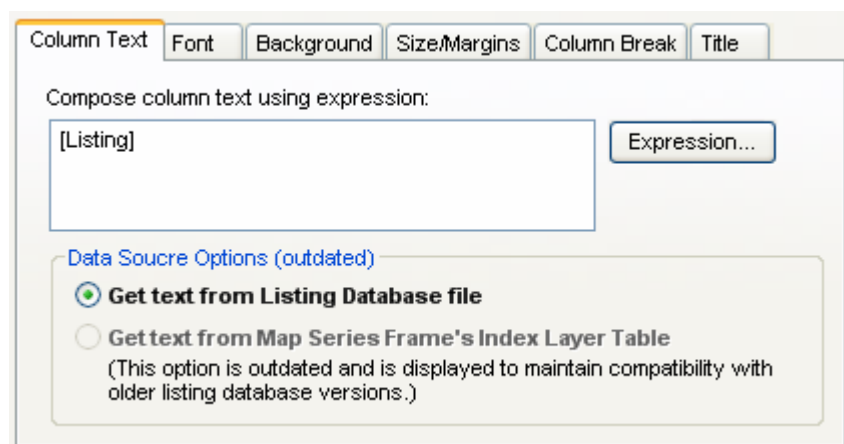 Column Text Font Background Size/Margins Column Break Title
Compose column text using expression:
[Listing] Expression...
Data Soucre Options (outdated)
Get text from Listing Database file
Get text from Map Series Frame's Index Layer Table
(This option is outdated and is displayed to maintain compatibility with
older listing database versions.)